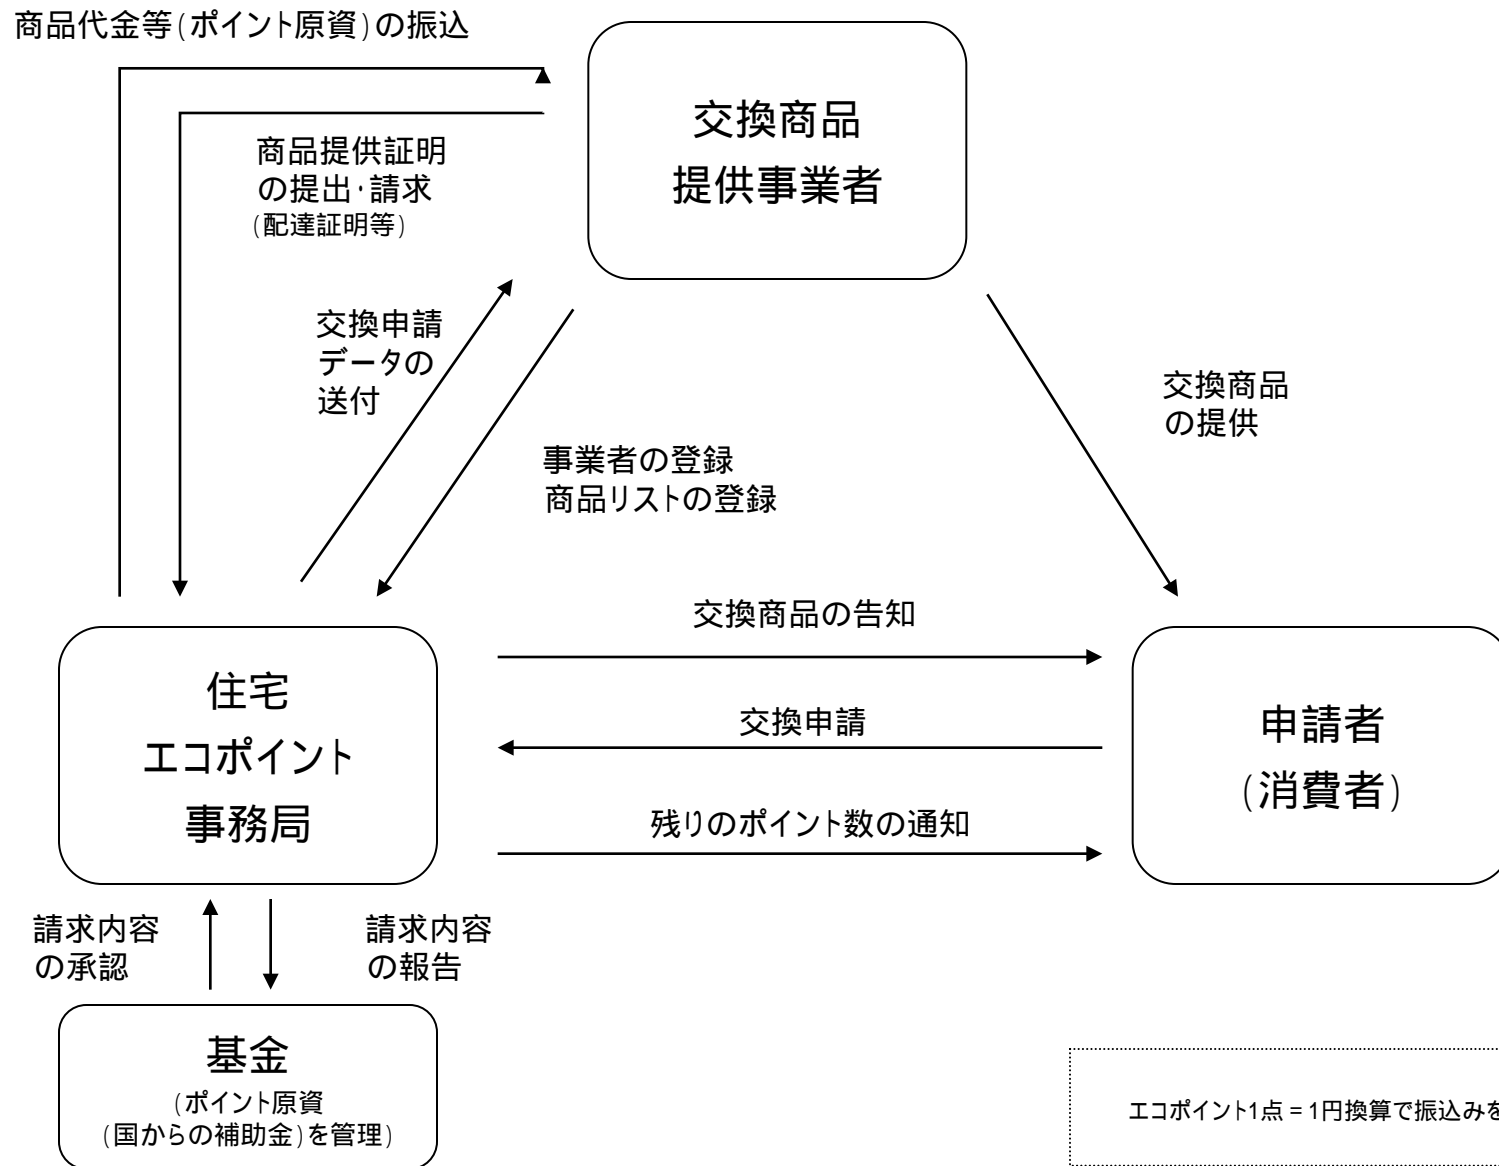 商品代金等(ポイント原資)の振込
交換商品
提供事業者
商品提供証明
の提出・請求
(配達証明等)
交換申請
データの
送付
交換商品
の提供
事業者の登録
商品リストの登録
交換商品の告知
住宅
エコポイント
事務局
交換申請
申請者
(消費者)
残りのポイント数の通知
請求内容
の承認
請求内容
の報告
基金
(ポイント原資
(国からの補助金)を管理)
エコポイント1点=1円換算で振込みを